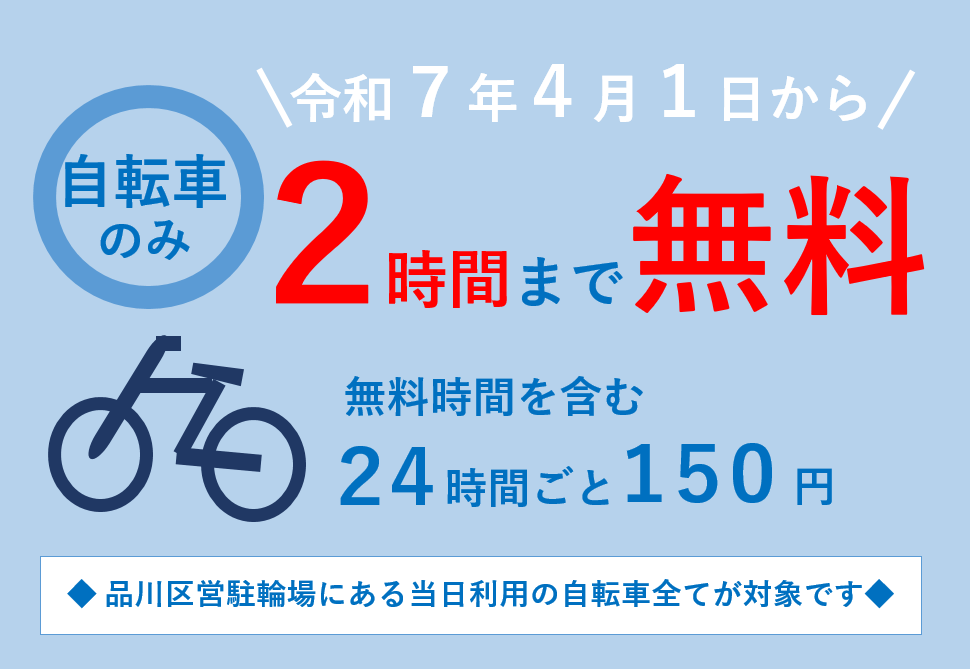 ＼令和７年４月１日から／
自転車
のみ
2時間まで無料
無料時間を含む
24時間ごと150円
◆品川区営駐輪場にある当日利用の自転車全てが対象です◆